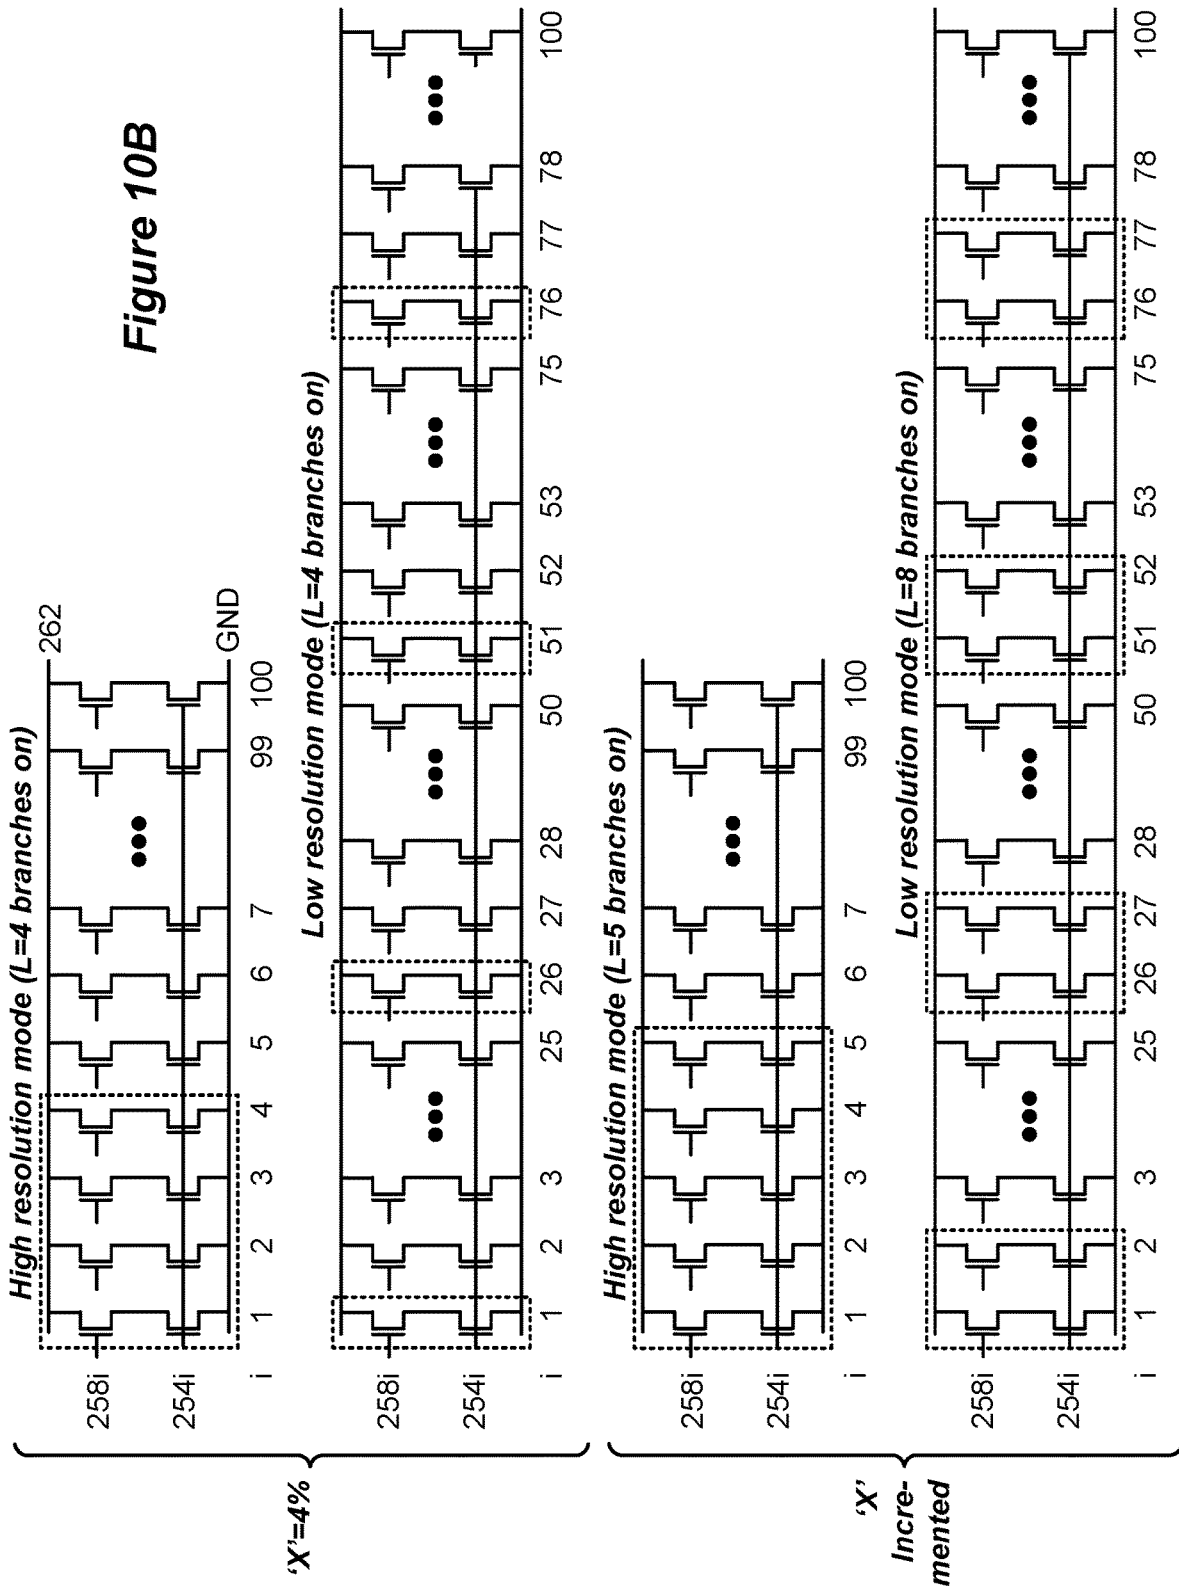 Figure 10B
'X'=4%
High resolution mode (L=4 branches on)
262
258i
254i
GND
i 1 2 3 4 5 6 7 99 100
Low resolution mode (L=4 branches on)
258i
254i
i 1 2 3 25 26 27 28 50 51 52 53 75 76 77 78 100
'X'
Incre-
mented
High resolution mode (L=5 branches on)
258i
254i
i 1 2 3 4 5 6 7 99 100
Low resolution mode (L=8 branches on)
258i
254i
i 1 2 3 25 26 27 28 50 51 52 53 75 76 77 78 100